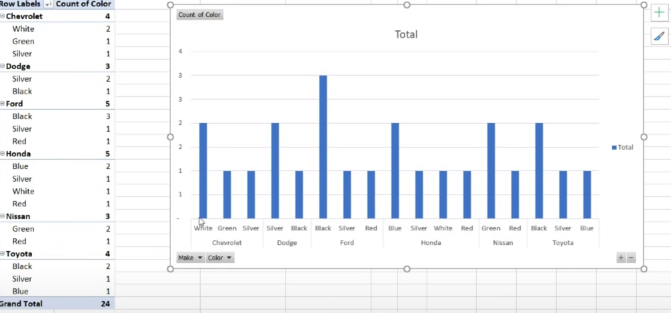 Row Labels Count of Color
Chevrolet 4
White 2
Green 1
Silver 1
Dodge 3
Silver 2
Black 1
Ford 5
Black 3
Silver 1
Red 1
Honda 5
Blue 2
Silver 1
White 1
Red 1
Nissan 3
Green 2
Red 1
Toyota 4
Black 2
Silver 1
Blue 1
Grand Total 24
Count of Color
Total
4
3
3
2
2
1
1
-
White Green Silver Silver Black Black Silver Red Blue Silver White Red Green Red Black Silver Blue
Chevrolet Dodge Ford Honda Nissan Toyota
Total
Make Color
+ −